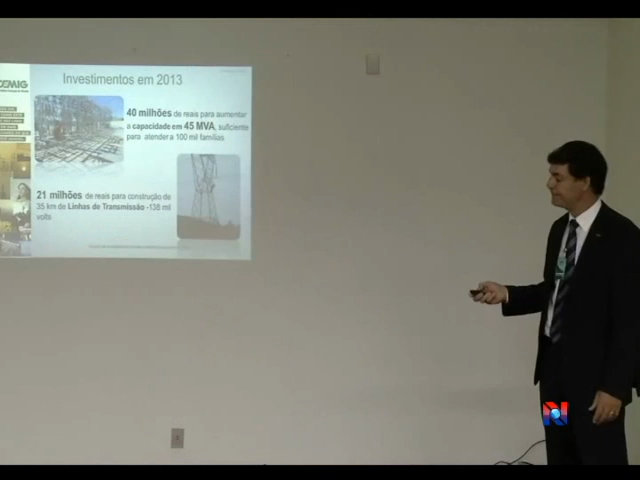 CEMIG
Investimentos em 2013
40 milhões de reais para aumentar
a capacidade em 45 MVA, suficiente
para atender a 100 mil famílias
21 milhões de reais para construção de
35 km de Linhas de Transmissão -138 mil
volts
N